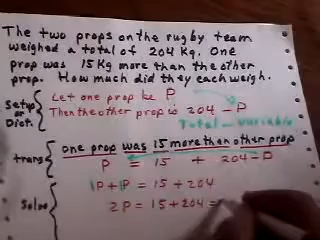 The two props on the rugby team
weighed a total of 204 Kg. One
prop was 15 Kg more than the other
prop. How much did they each weigh.
Setup or Dict. { Let one prop be P
Then the other prop is 204 - P
Total - variable
trans { one prop was 15 more than other prop
P = 15 + 204 - P
Solve { 1P + 1P = 15 + 204
2P = 15 + 204 =